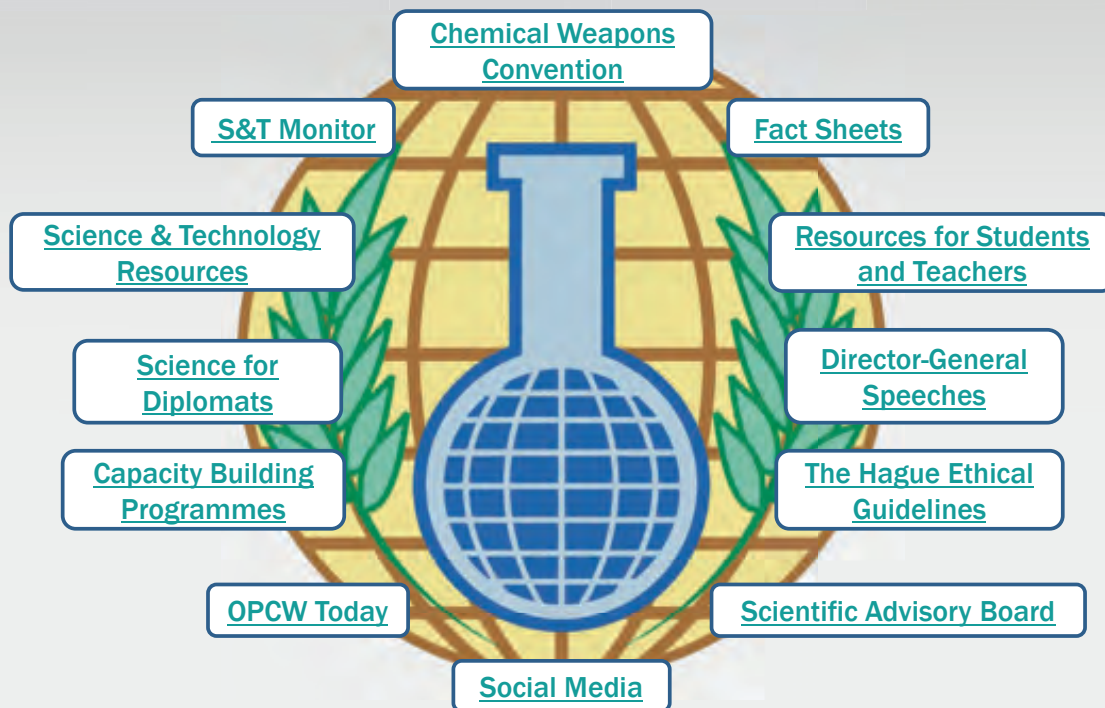 Chemical Weapons
Convention
S&T Monitor
Fact Sheets
Science & Technology
Resources
Resources for Students
and Teachers
Science for
Diplomats
Director-General
Speeches
Capacity Building
Programmes
The Hague Ethical
Guidelines
OPCW Today
Scientific Advisory Board
Social Media